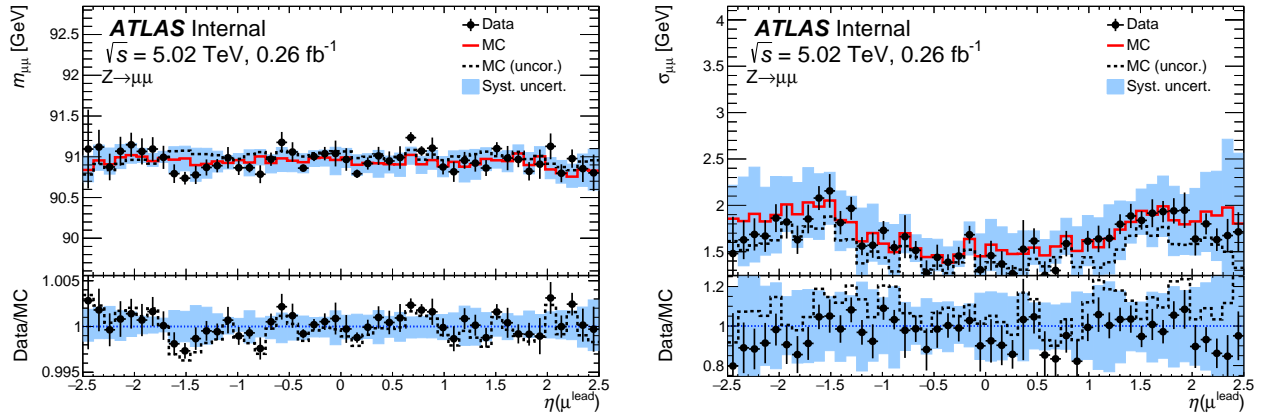 ATLAS Internal
√s = 5.02 TeV, 0.26 fb⁻¹
Z→μμ
Data
MC
MC (uncor.)
Syst. uncert.
m_μμ [GeV]
92.5
92
91.5
91
90.5
90
Data/MC
1.005
1
0.995
−2.5 −2 −1.5 −1 −0.5 0 0.5 1 1.5 2 2.5
η(μ^lead)
ATLAS Internal
√s = 5.02 TeV, 0.26 fb⁻¹
Z→μμ
Data
MC
MC (uncor.)
Syst. uncert.
σ_μμ [GeV]
4
3.5
3
2.5
2
1.5
Data/MC
1.2
1
0.8
−2.5 −2 −1.5 −1 −0.5 0 0.5 1 1.5 2 2.5
η(μ^lead)